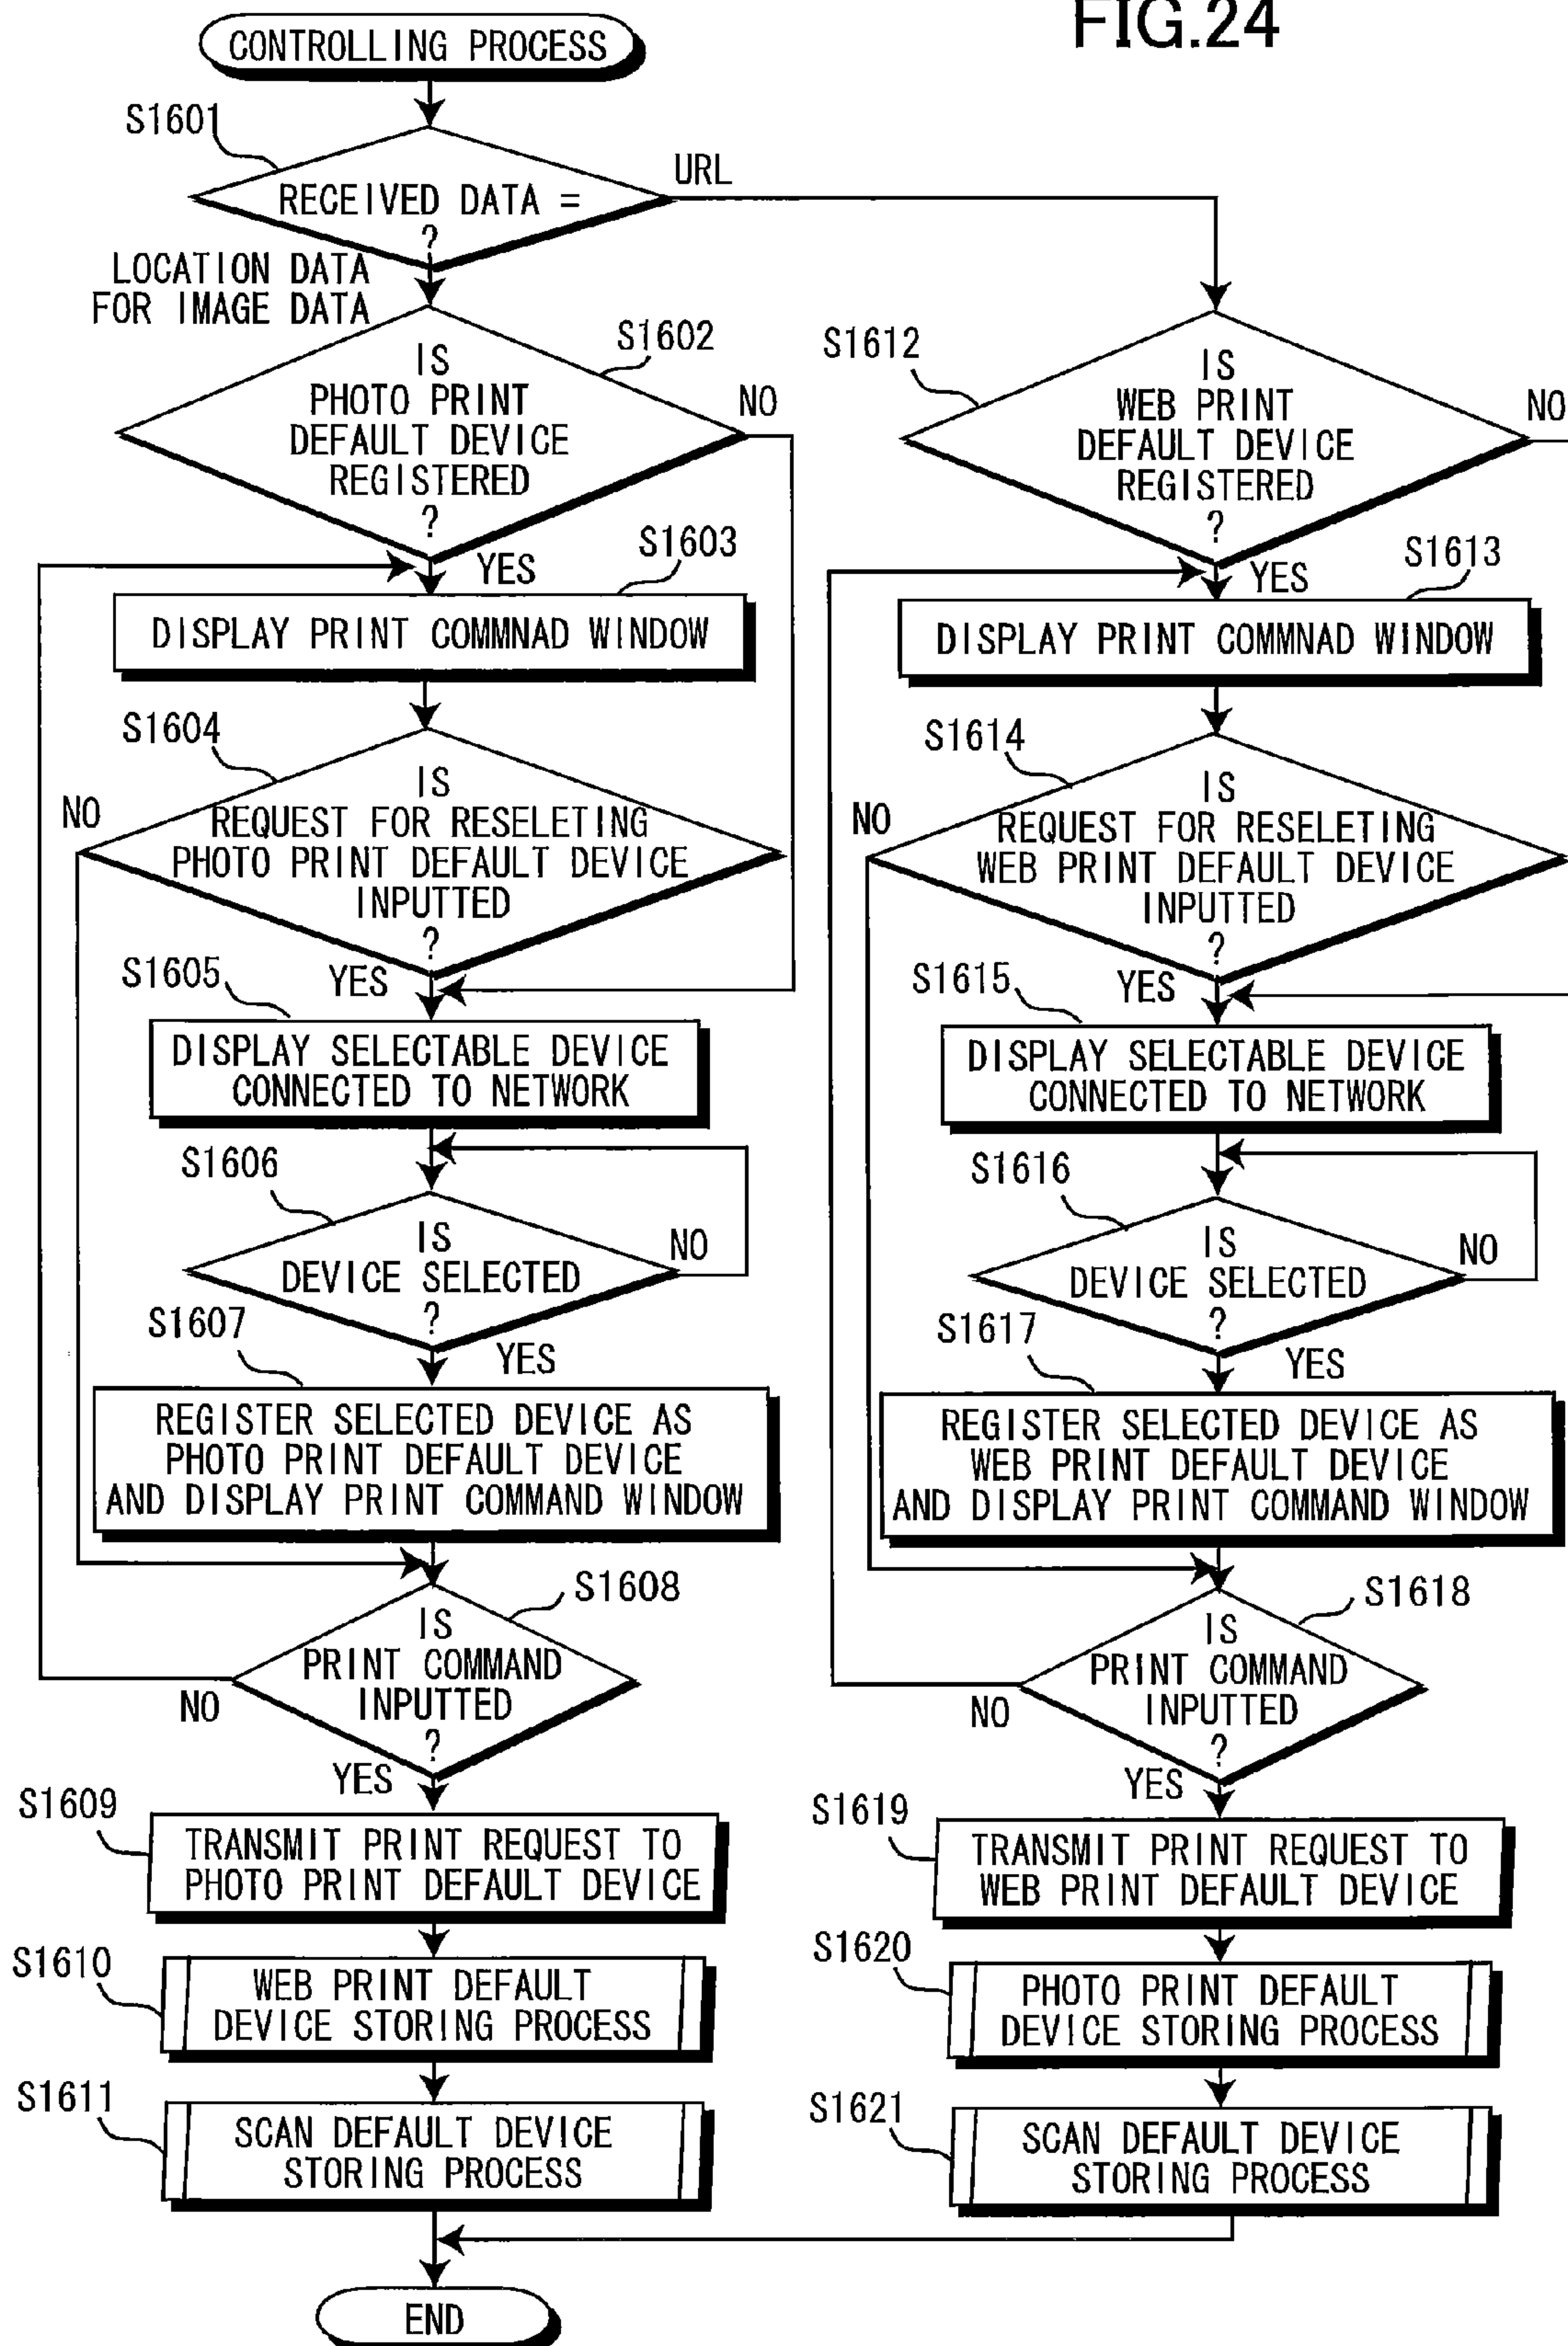 FIG.24
CONTROLLING PROCESS
S1601
RECEIVED DATA =
?
URL
LOCATION DATA
FOR IMAGE DATA
S1602
IS
PHOTO PRINT
DEFAULT DEVICE
REGISTERED
?
NO
YES
S1603
DISPLAY PRINT COMMNAD WINDOW
S1604
IS
REQUEST FOR RESELETING
PHOTO PRINT DEFAULT DEVICE
INPUTTED
?
NO
YES
S1605
DISPLAY SELECTABLE DEVICE
CONNECTED TO NETWORK
S1606
IS
DEVICE SELECTED
?
NO
YES
S1607
REGISTER SELECTED DEVICE AS
PHOTO PRINT DEFAULT DEVICE
AND DISPLAY PRINT COMMAND WINDOW
S1608
IS
PRINT COMMAND
INPUTTED
?
NO
YES
S1609
TRANSMIT PRINT REQUEST TO
PHOTO PRINT DEFAULT DEVICE
S1610
WEB PRINT DEFAULT
DEVICE STORING PROCESS
S1611
SCAN DEFAULT DEVICE
STORING PROCESS
S1612
IS
WEB PRINT
DEFAULT DEVICE
REGISTERED
?
NO
YES
S1613
DISPLAY PRINT COMMNAD WINDOW
S1614
IS
REQUEST FOR RESELETING
WEB PRINT DEFAULT DEVICE
INPUTTED
?
NO
YES
S1615
DISPLAY SELECTABLE DEVICE
CONNECTED TO NETWORK
S1616
IS
DEVICE SELECTED
?
NO
YES
S1617
REGISTER SELECTED DEVICE AS
WEB PRINT DEFAULT DEVICE
AND DISPLAY PRINT COMMAND WINDOW
S1618
IS
PRINT COMMAND
INPUTTED
?
NO
YES
S1619
TRANSMIT PRINT REQUEST TO
WEB PRINT DEFAULT DEVICE
S1620
PHOTO PRINT DEFAULT
DEVICE STORING PROCESS
S1621
SCAN DEFAULT DEVICE
STORING PROCESS
END